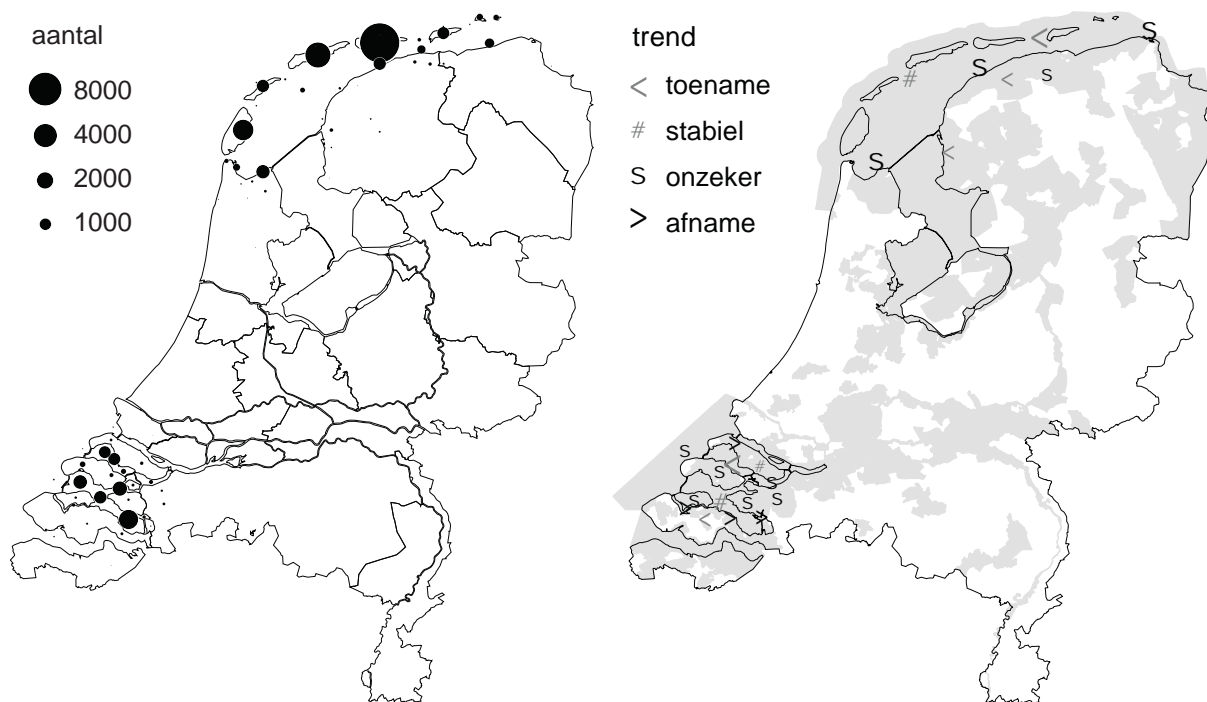 aantal
8000
4000
2000
1000
trend
< toename
# stabiel
S onzeker
> afname